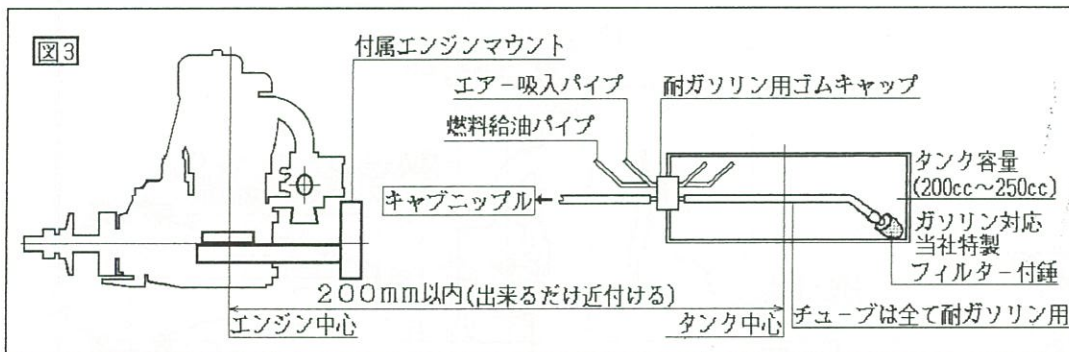 図3
付属エンジンマウント
エアー吸入パイプ
耐ガソリン用ゴムキャップ
燃料給油パイプ
タンク容量
(200cc～250cc)
キャブニップル
ガソリン対応
当社特製
フィルター付錘
200mm以内(出来るだけ近付ける)
エンジン中心
タンク中心
チューブは全て耐ガソリン用